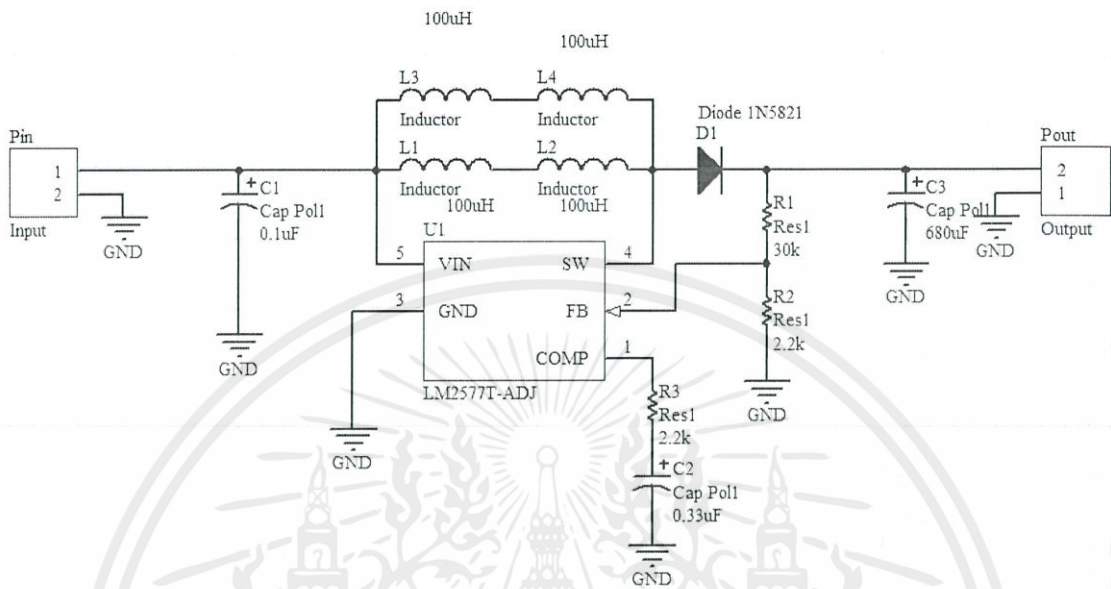 100uH
100uH
L3
L4
Inductor
Inductor
Diode 1N5821
D1
Pin
1
2
Input
GND
C1
Cap Pol1
0.1uF
GND
L1
L2
Inductor
100uH
Inductor
100uH
U1
5
VIN
SW
4
3
GND
FB
2
COMP
1
LM2577T-ADJ
GND
R1
Res1
30k
R2
Res1
2.2k
GND
C3
Cap Pol1
680uF
GND
Pout
2
1
Output
GND
R3
Res1
2.2k
C2
Cap Pol1
0.33uF
GND